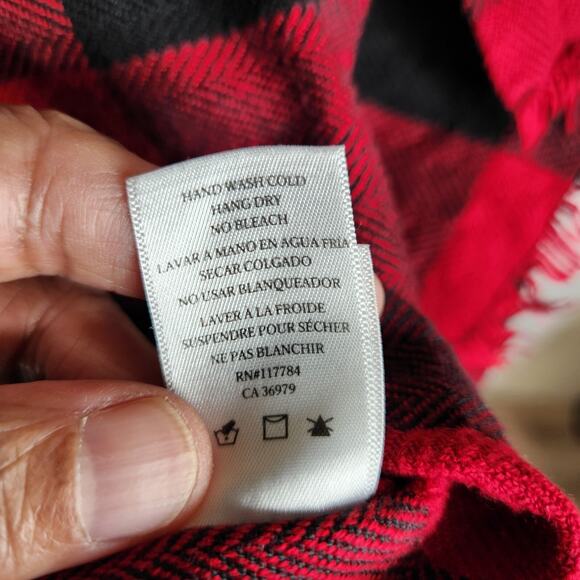 HAND WASH COLD
HANG DRY
NO BLEACH
LAVAR A MANO EN AGUA FRIA
SECAR COLGADO
NO USAR BLANQUEADOR
LAVER À LA FROIDE
SUSPENDRE POUR SÉCHER
NE PAS BLANCHIR
RN#117784
CA 36979